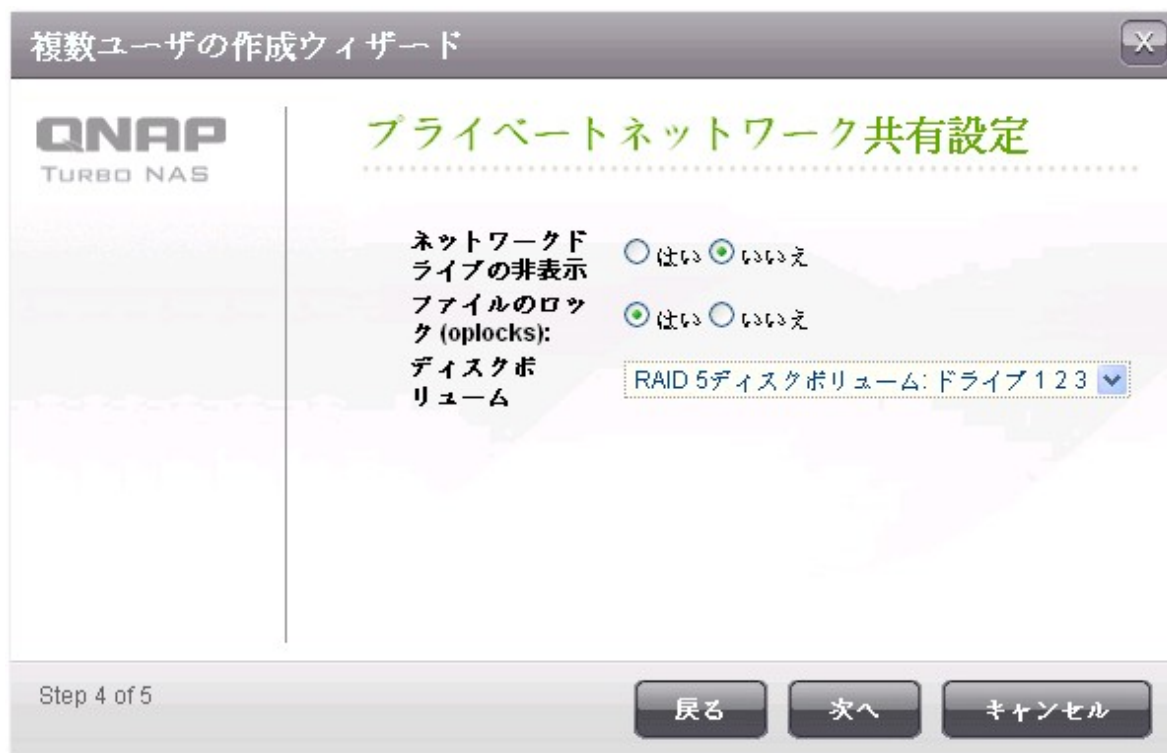 複数ユーザの作成ウィザード
X
QNAP
TURBO NAS
プライベートネットワーク共有設定
ネットワークド
ライブの非表示
はい いいえ
ファイルのロッ
ク (oplocks):
はい いいえ
ディスクボ
リューム
RAID 5ディスクボリューム: ドライブ 1 2 3
Step 4 of 5
戻る
次へ
キャンセル